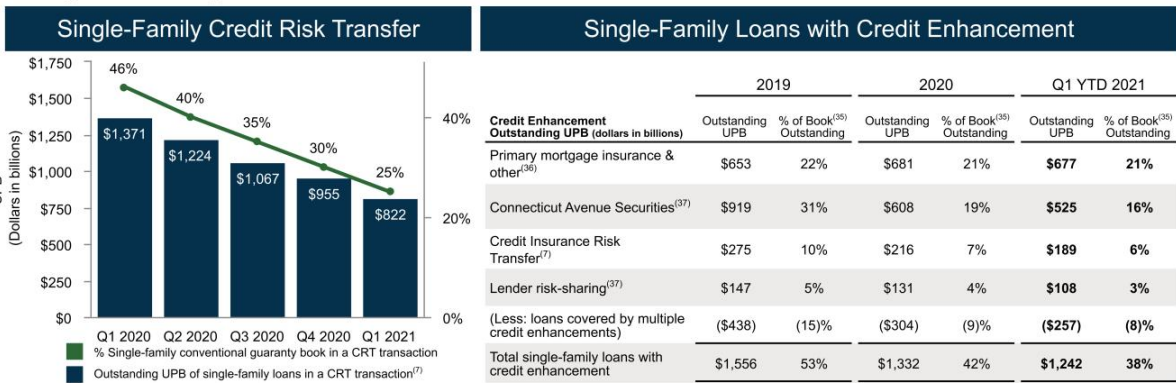 Single-Family Credit Risk Transfer
(Dollars in billions)
$1,750
$1,500
$1,250
$1,000
$750
$500
$250
$0
46%
40%
35%
30%
25%
$1,371
$1,224
$1,067
$955
$822
40%
20%
0%
Q1 2020 Q2 2020 Q3 2020 Q4 2020 Q1 2021
% Single-family conventional guaranty book in a CRT transaction
Outstanding UPB of single-family loans in a CRT transaction(7)
Single-Family Loans with Credit Enhancement
2019 2020 Q1 YTD 2021
Credit Enhancement
Outstanding UPB (dollars in billions)
Outstanding UPB % of Book(35) Outstanding Outstanding UPB % of Book(35) Outstanding Outstanding UPB % of Book(35) Outstanding
Primary mortgage insurance &
other(36) $653 22% $681 21% $677 21%
Connecticut Avenue Securities(37) $919 31% $608 19% $525 16%
Credit Insurance Risk
Transfer(7) $275 10% $216 7% $189 6%
Lender risk-sharing(37) $147 5% $131 4% $108 3%
(Less: loans covered by multiple
credit enhancements) ($438) (15)% ($304) (9)% ($257) (8)%
Total single-family loans with
credit enhancement $1,556 53% $1,332 42% $1,242 38%